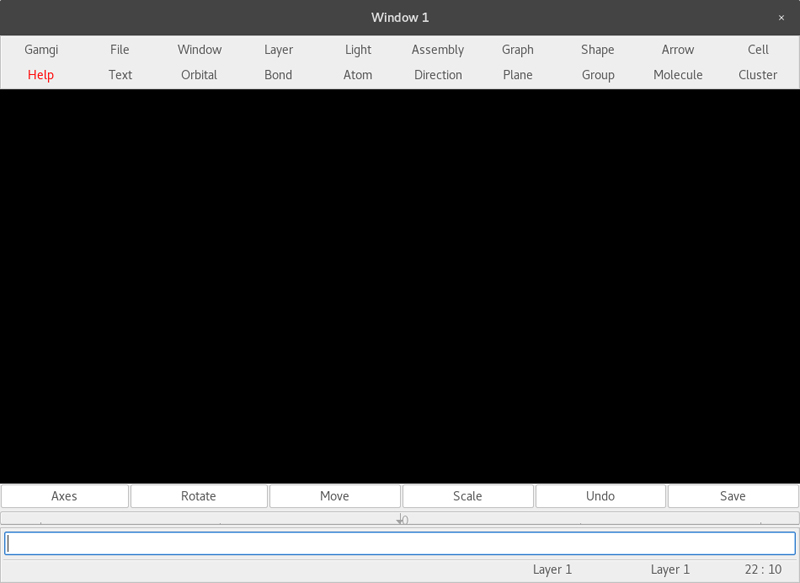 Window 1 ×
Gamgi File Window Layer Light Assembly Graph Shape Arrow Cell
Help Text Orbital Bond Atom Direction Plane Group Molecule Cluster
Axes Rotate Move Scale Undo Save
0
Layer 1 Layer 1 22 : 10